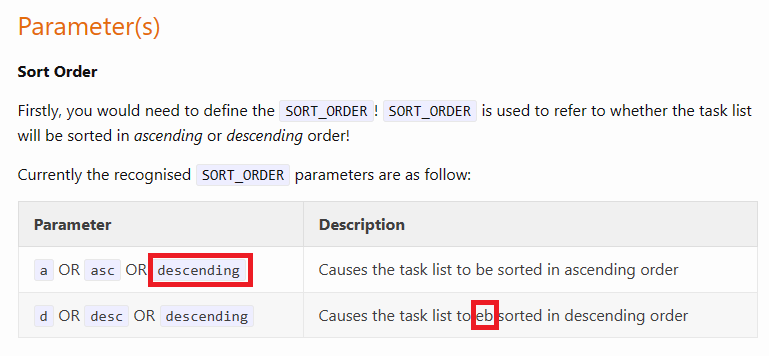 Parameter(s)
Sort Order
Firstly, you would need to define the SORT_ORDER! SORT_ORDER is used to refer to whether the task list
will be sorted in ascending or descending order!
Currently the recognised SORT_ORDER parameters are as follow:
Parameter Description
a OR asc OR descending Causes the task list to be sorted in ascending order
d OR desc OR descending Causes the task list to eb sorted in descending order